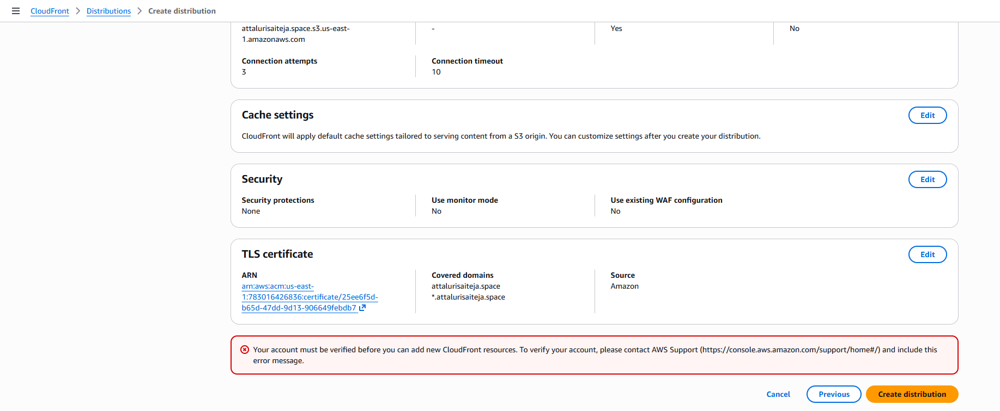 CloudFront > Distributions > Create distribution
attalurisaiteja.space.s3.us-east-
1.amazonaws.com
-
Yes
No
Connection attempts
3
Connection timeout
10
Cache settings
Edit
CloudFront will apply default cache settings tailored to serving content from a S3 origin. You can customize settings after you create your distribution.
Security
Edit
Security protections
None
Use monitor mode
No
Use existing WAF configuration
No
TLS certificate
Edit
ARN
arn:aws:acm:us-east-
1:783016426836:certificate/25ee6f5d-
b65d-47dd-9d13-906649febdb7
Covered domains
attalurisaiteja.space
*.attalurisaiteja.space
Source
Amazon
Your account must be verified before you can add new CloudFront resources. To verify your account, please contact AWS Support (https://console.aws.amazon.com/support/home#/) and include this
error message.
Cancel
Previous
Create distribution